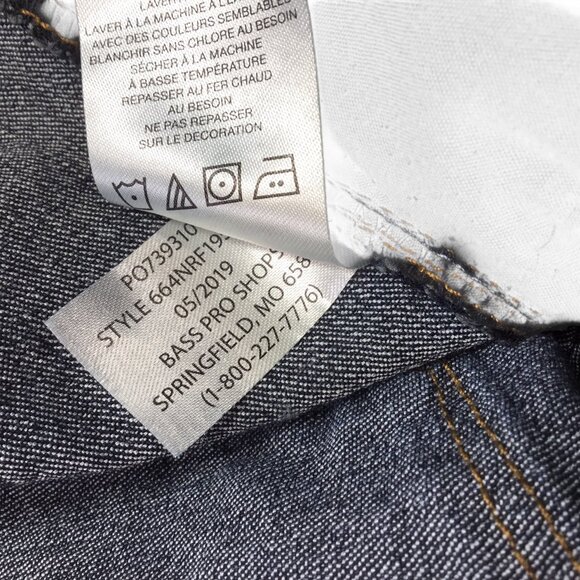 LAVER À LA MACHINE À L'EAU
AVEC DES COULEURS SEMBLABLES
BLANCHIR SANS CHLORE AU BESOIN
SÉCHER À LA MACHINE
À BASSE TEMPÉRATURE
REPASSER AU FER CHAUD
AU BESOIN
NE PAS REPASSER
SUR LE DECORATION
PO739310
STYLE 664NRF19
05/2019
BASS PRO SHOPS
SPRINGFIELD, MO 658
(1-800-227-7776)